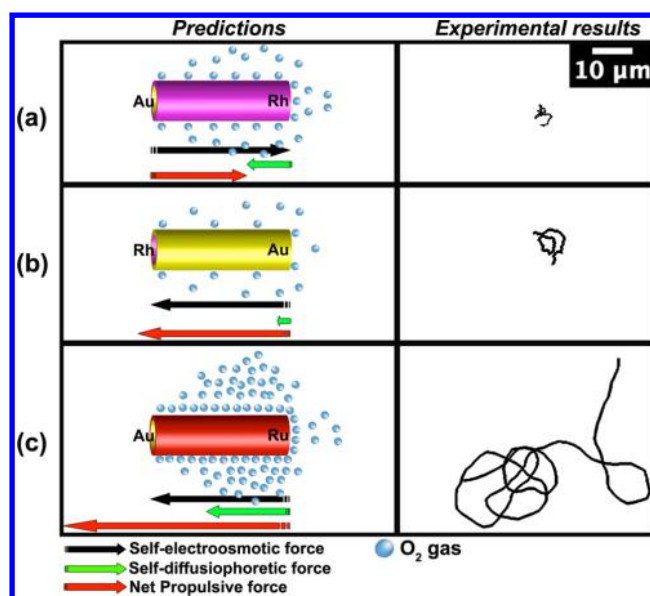 Predictions
Experimental results
10 µm
(a)
Au Rh
(b)
Rh Au
(c)
Au Ru
Self-electroosmotic force
O₂ gas
Self-diffusiophoretic force
Net Propulsive force